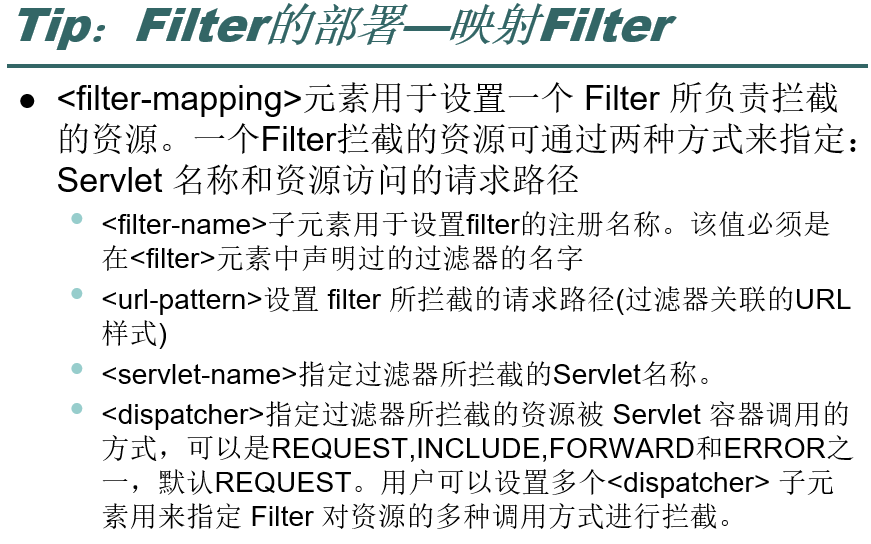 Tip：Filter的部署—映射Filter
<filter-mapping>元素用于设置一个 Filter 所负责拦截
的资源。一个Filter拦截的资源可通过两种方式来指定：
Servlet 名称和资源访问的请求路径
<filter-name>子元素用于设置filter的注册名称。该值必须是
在<filter>元素中声明过的过滤器的名字
<url-pattern>设置 filter 所拦截的请求路径(过滤器关联的URL
样式)
<servlet-name>指定过滤器所拦截的Servlet名称。
<dispatcher>指定过滤器所拦截的资源被 Servlet 容器调用的
方式，可以是REQUEST,INCLUDE,FORWARD和ERROR之
一，默认REQUEST。用户可以设置多个<dispatcher> 子元
素用来指定 Filter 对资源的多种调用方式进行拦截。